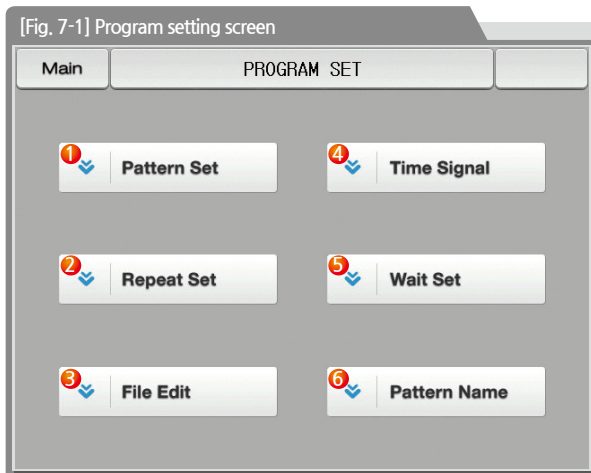 [Fig. 7-1] Program setting screen
Main PROGRAM SET
1 Pattern Set
4 Time Signal
2 Repeat Set
5 Wait Set
3 File Edit
6 Pattern Name